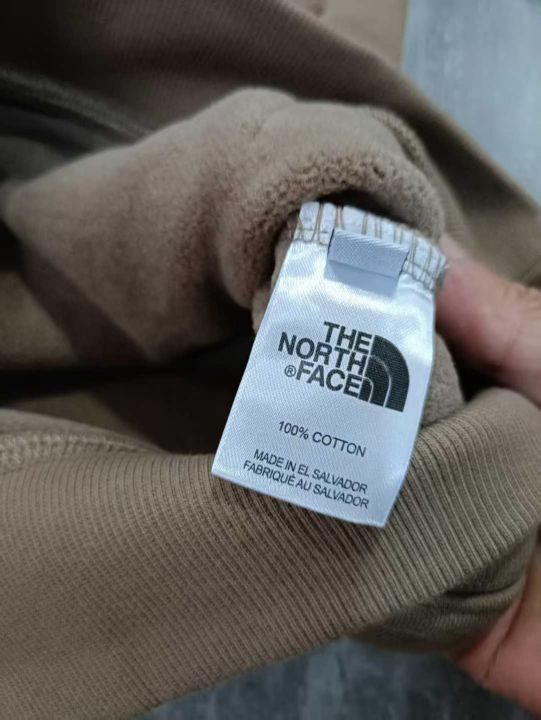 THE
NORTH
®FACE
100% COTTON
MADE IN EL SALVADOR
FABRIQUÉ AU SALVADOR